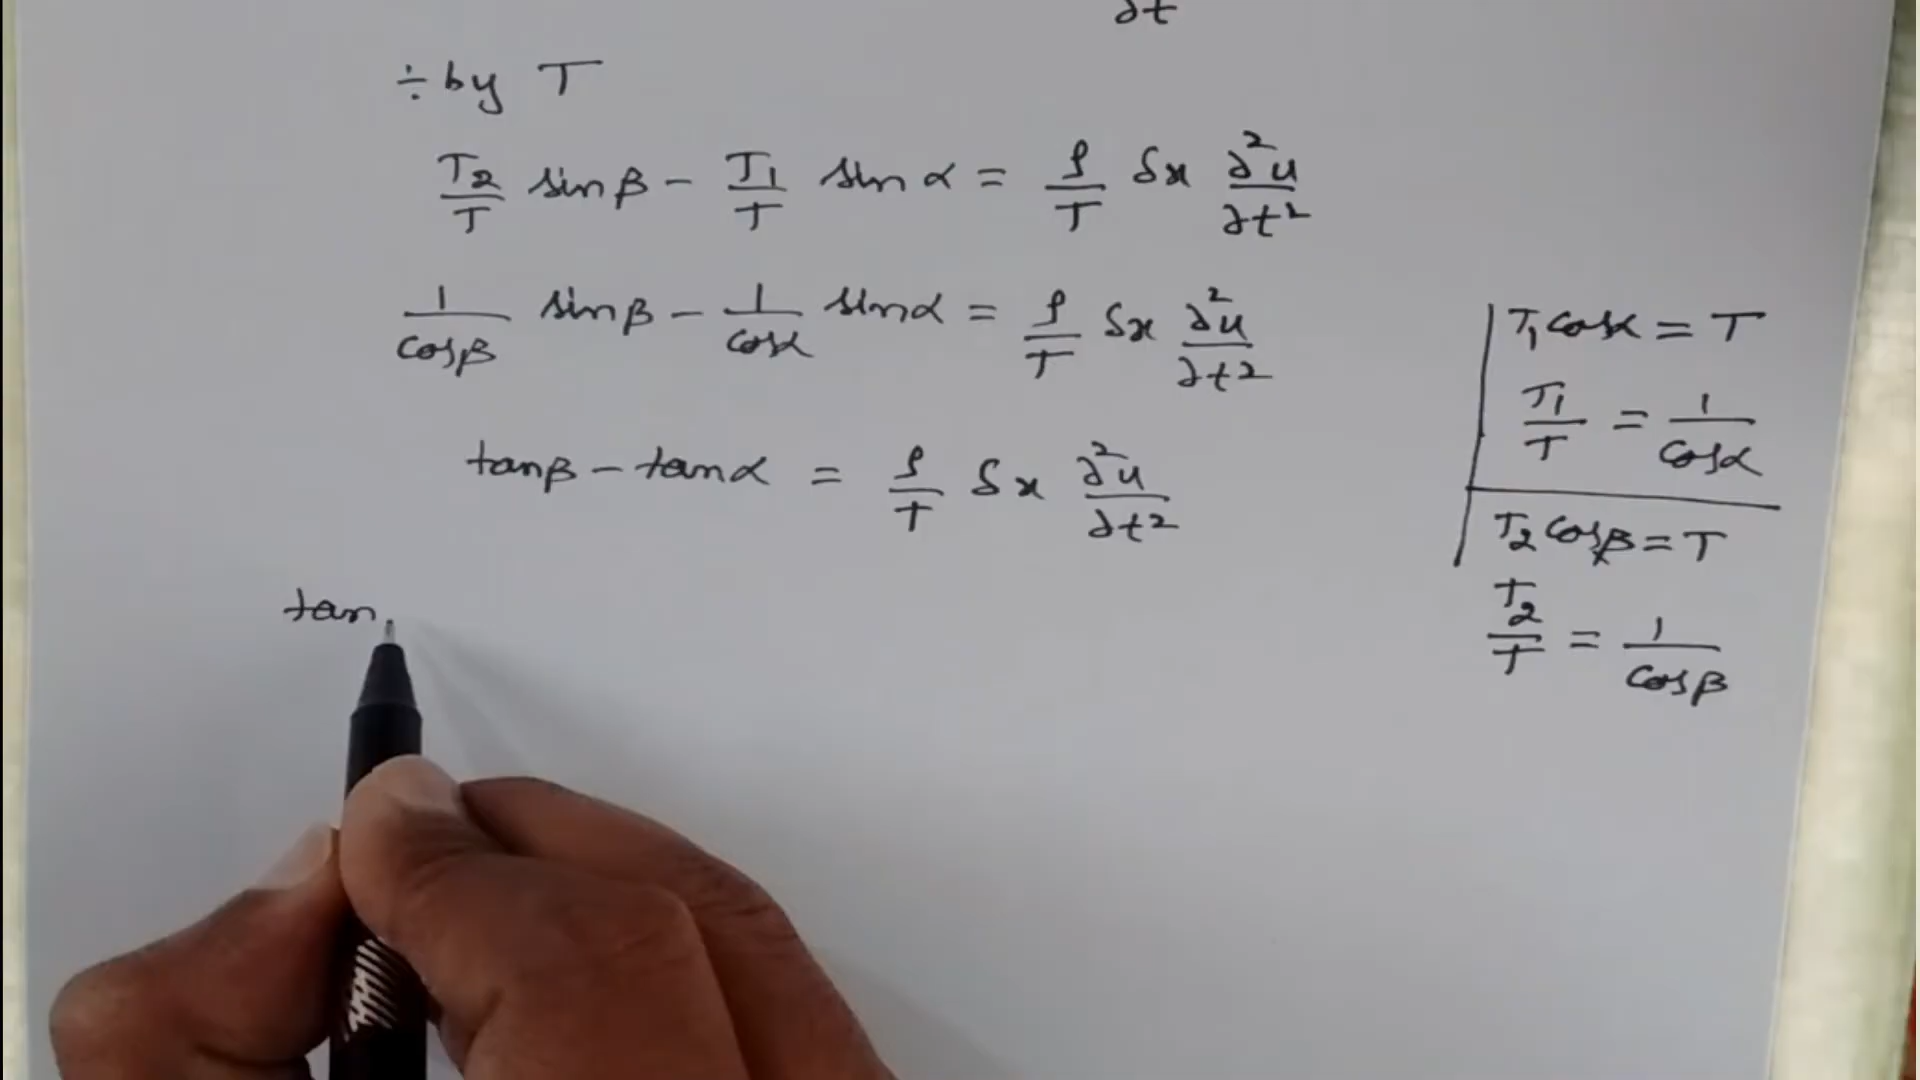 ∂t
÷ by T
T₂/T sinβ - T₁/T sin α = ρ/T δx ∂²u/∂t²
1/cosβ sinβ - 1/cosα sinα = ρ/T δx ∂²u/∂t²
tanβ - tanα = ρ/T δx ∂²u/∂t²
tan
T₁cosα = T
T₁/T = 1/cosα
T₂cosβ = T
T₂/T = 1/cosβ